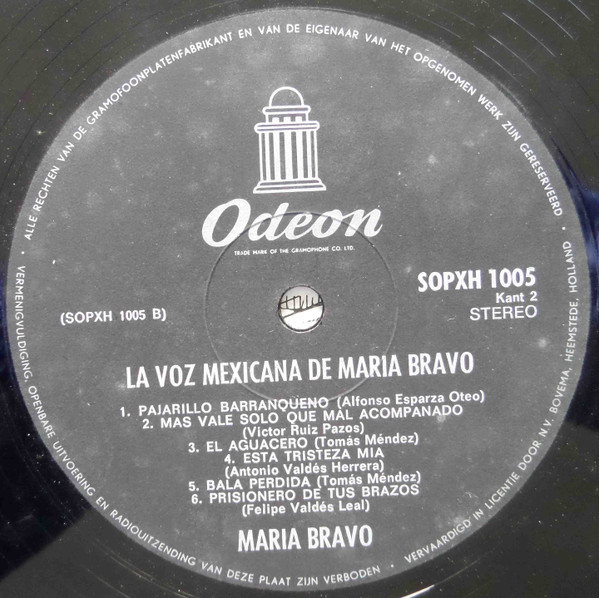 ALLE RECHTEN VAN DE GRAMOFOONPLATENFABRIKANT EN VAN DE EIGENAAR VAN HET OPGENOMEN WERK ZIJN GERESERVEERD
Odeon
TRADE MARK OF THE GRAMOPHONE CO. LTD.
SOPXH 1005
Kant 2
STEREO
(SOPXH 1005 B)
LA VOZ MEXICANA DE MARIA BRAVO
1. PAJARILLO BARRANQUENO (Alfonso Esparza Oteo)
2. MAS VALE SOLO QUE MAL ACOMPANADO
(Victor Ruiz Pazos)
3. EL AGUACERO (Tomás Méndez)
4. ESTA TRISTEZA MIA
(Antonio Valdés Herrera)
5. BALA PERDIDA (Tomás Méndez)
6. PRISIONERO DE TUS BRAZOS
(Felipe Valdés Leal)
MARIA BRAVO
VERMENIGVULDIGING, OPENBARE UITVOERING EN RADIOUITZENDING VAN DEZE PLAAT ZIJN VERBODEN • VERVAARDIGD IN LICENTIE DOOR N.V. BOVEMA, HEEMSTEDE, HOLLAND